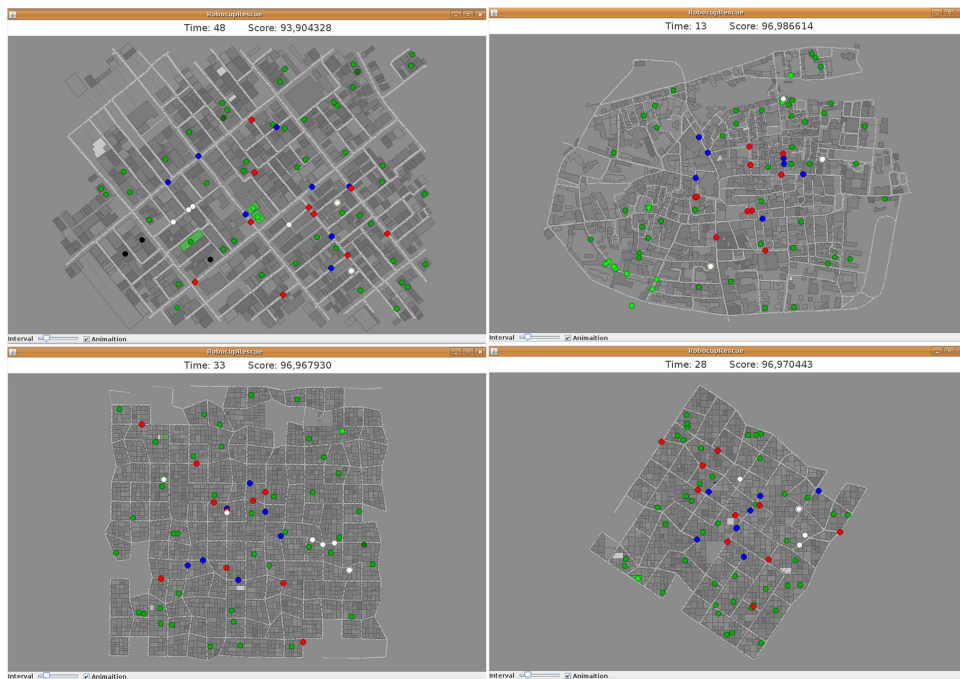 RobocupRescue
Time: 48 Score: 93,904328
Interval Animaition
RobocupRescue
Time: 13 Score: 96,986614
Interval Animaition
RobocupRescue
Time: 33 Score: 96,967930
Interval Animaition
RobocupRescue
Time: 28 Score: 96,970443
Interval Animaition